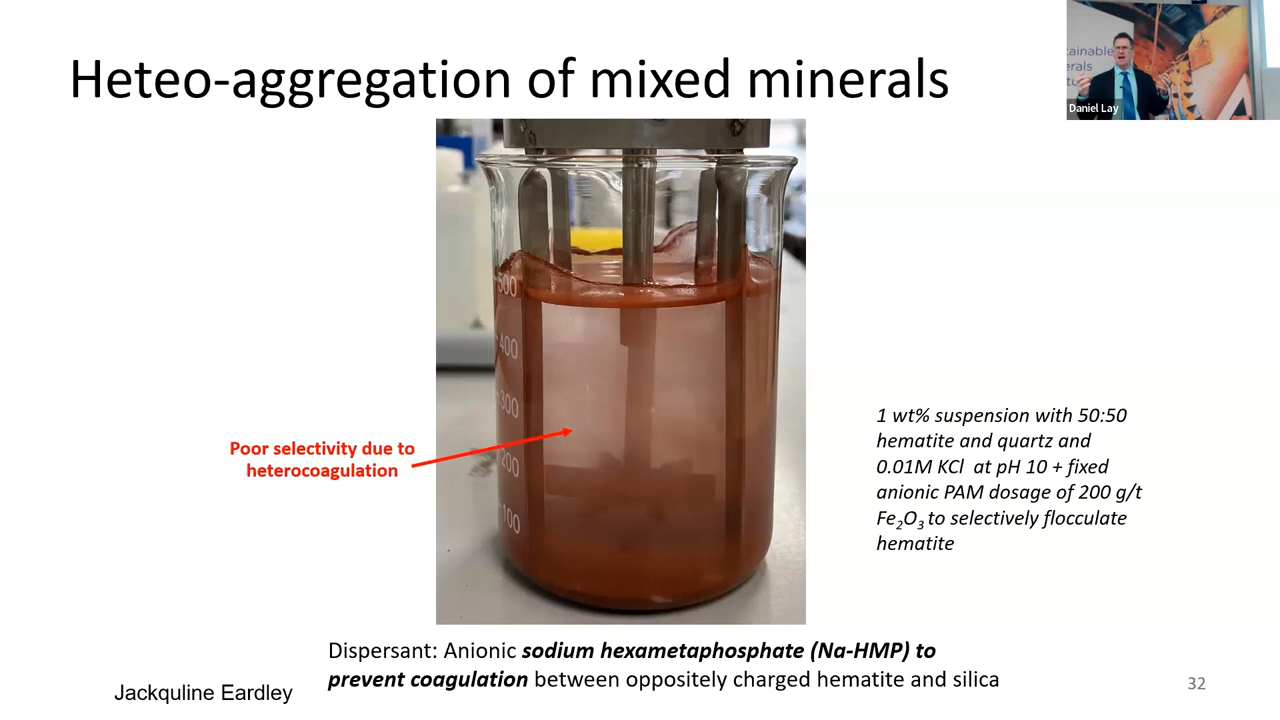 Heteo-aggregation of mixed minerals
tainable
erals
Daniel Lay
500
400
300
200
100
Poor selectivity due to
heterocoagulation
1 wt% suspension with 50:50
hematite and quartz and
0.01M KCl at pH 10 + fixed
anionic PAM dosage of 200 g/t
Fe2O3 to selectively flocculate
hematite
Dispersant: Anionic sodium hexametaphosphate (Na-HMP) to
prevent coagulation between oppositely charged hematite and silica
Jackquline Eardley
32